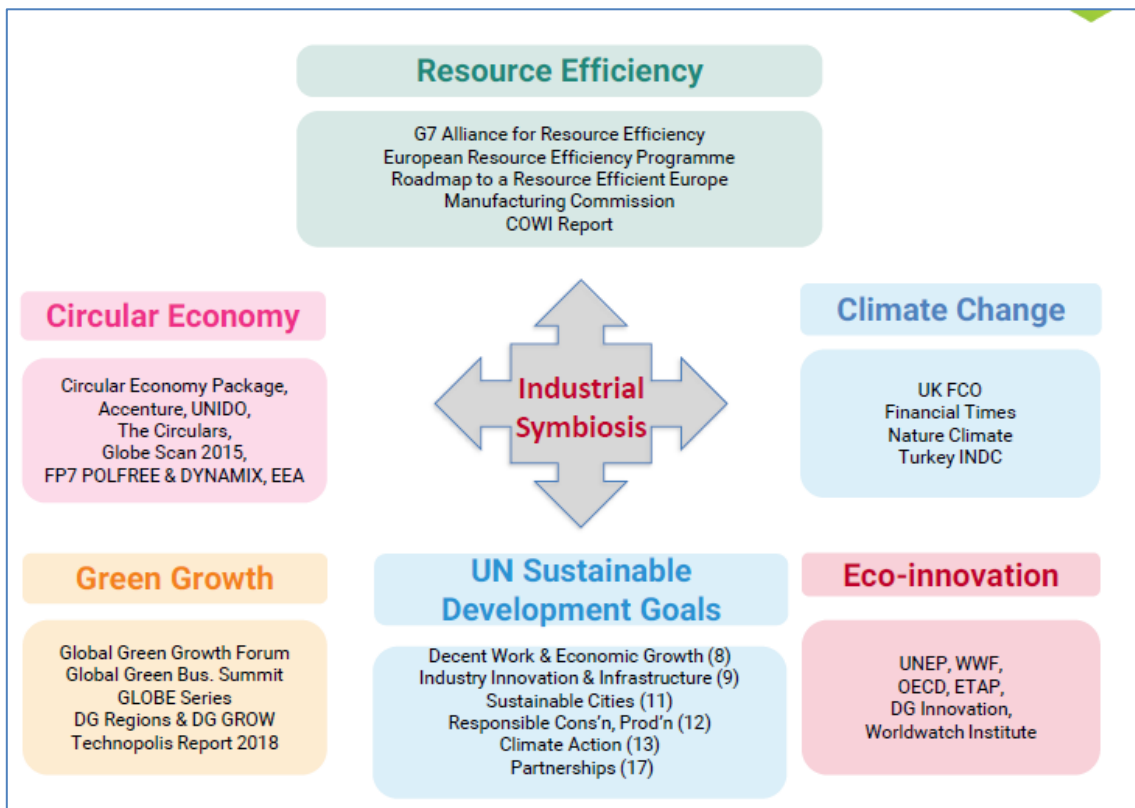 Resource Efficiency
G7 Alliance for Resource Efficiency
European Resource Efficiency Programme
Roadmap to a Resource Efficient Europe
Manufacturing Commission
COWI Report
Circular Economy
Circular Economy Package,
Accenture, UNIDO,
The Circulars,
Globe Scan 2015,
FP7 POLFREE & DYNAMIX, EEA
Industrial
Symbiosis
Climate Change
UK FCO
Financial Times
Nature Climate
Turkey INDC
Green Growth
Global Green Growth Forum
Global Green Bus. Summit
GLOBE Series
DG Regions & DG GROW
Technopolis Report 2018
UN Sustainable
Development Goals
Decent Work & Economic Growth (8)
Industry Innovation & Infrastructure (9)
Sustainable Cities (11)
Responsible Cons'n, Prod'n (12)
Climate Action (13)
Partnerships (17)
Eco-innovation
UNEP, WWF,
OECD, ETAP,
DG Innovation,
Worldwatch Institute